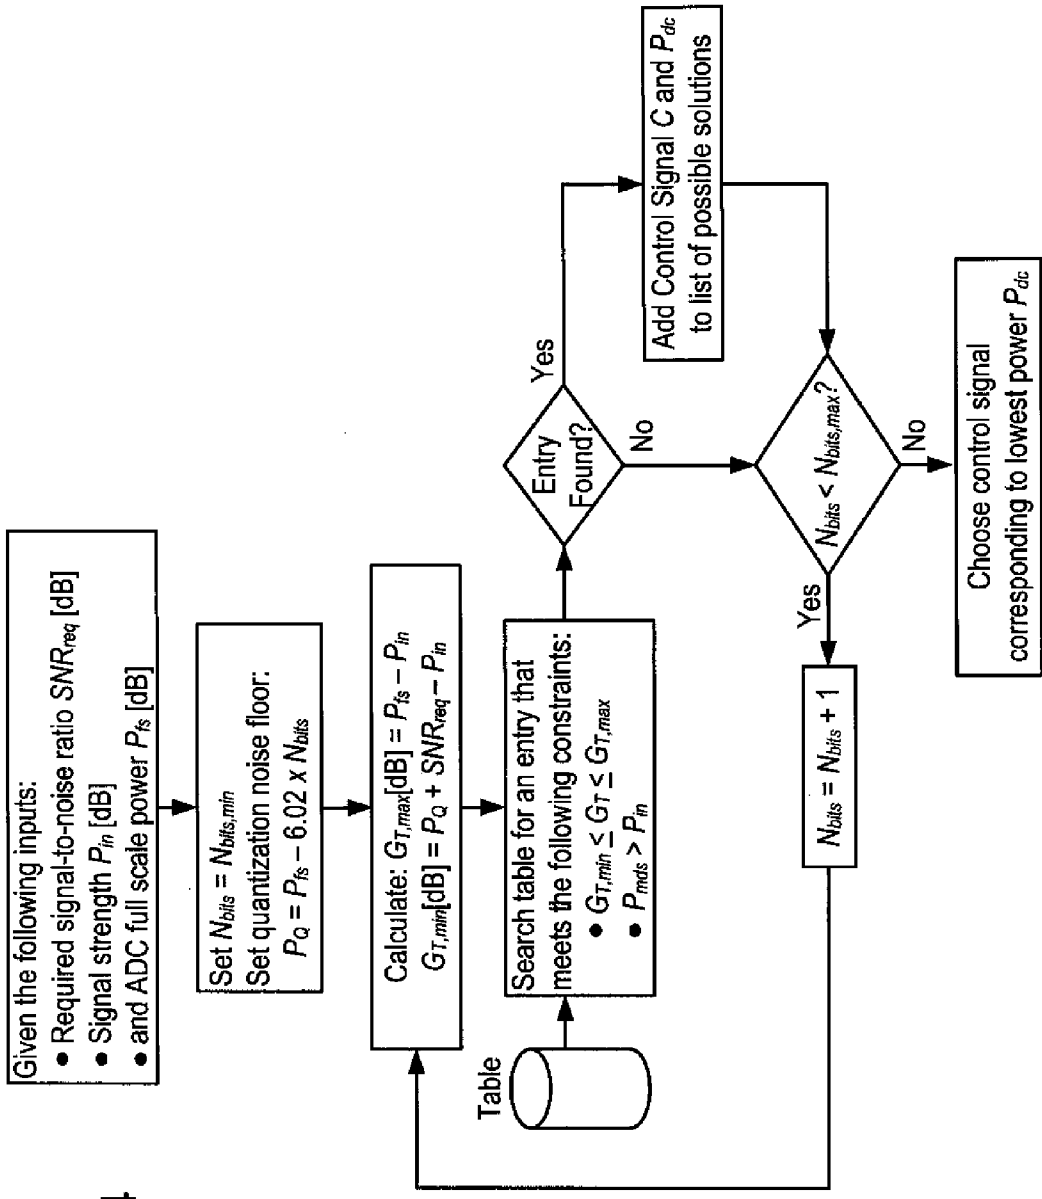 Given the following inputs:
● Required signal-to-noise ratio SNRreq [dB]
● Signal strength Pin [dB]
● and ADC full scale power Pfs [dB]
Set Nbits = Nbits,min
Set quantization noise floor:
PQ = Pfs – 6.02 x Nbits
Calculate: GT,max[dB] = Pfs – Pin
GT,min[dB] = PQ + SNRreq – Pin
Table
Search table for an entry that
meets the following constraints:
● GT,min ≤ GT ≤ GT,max
● Pmds > Pin
Entry
Found?
Yes
No
Add Control Signal C and Pdc
to list of possible solutions
Nbits < Nbits,max?
Yes
No
Nbits = Nbits + 1
Choose control signal
corresponding to lowest power Pdc